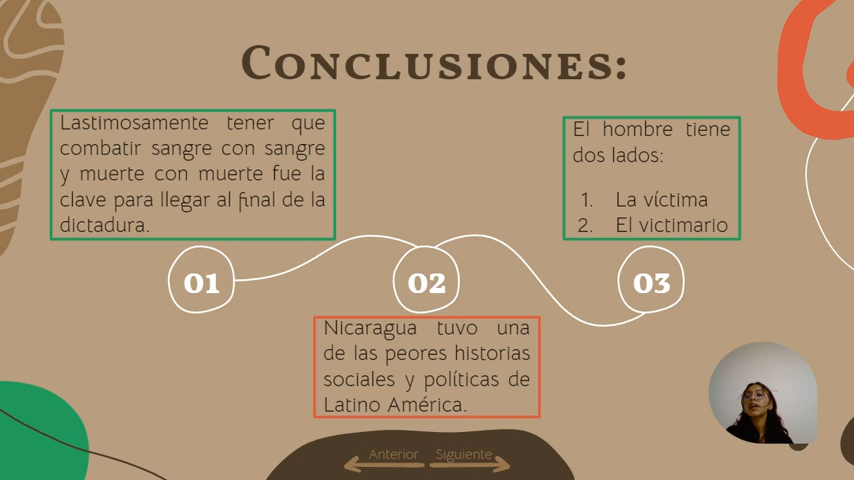 CONCLUSIONES:
Lastimosamente tener que
combatir sangre con sangre
y muerte con muerte fue la
clave para llegar al final de la
dictadura.
El hombre tiene
dos lados:
1. La víctima
2. El victimario
01
02
03
Nicaragua tuvo una
de las peores historias
sociales y políticas de
Latino América.
Anterior Siguiente